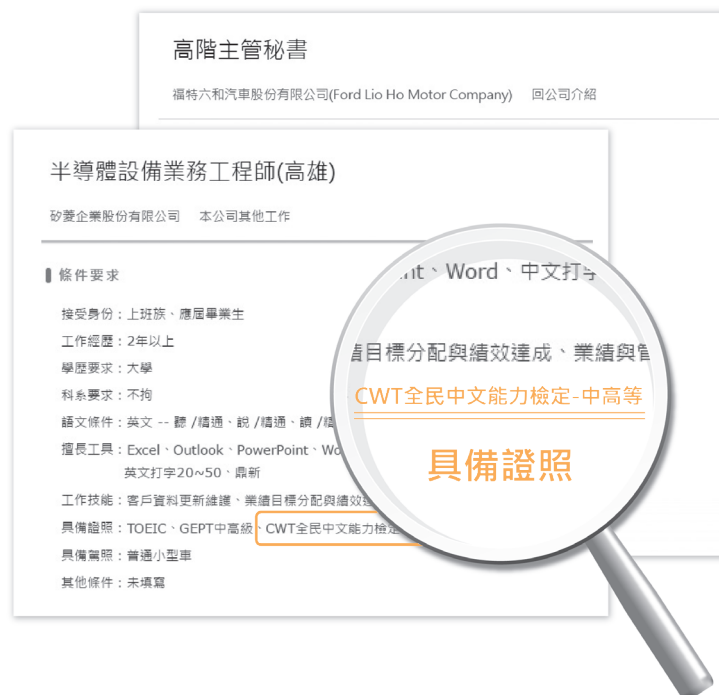 高階主管秘書
福特六和汽車股份有限公司(Ford Lio Ho Motor Company) 回公司介紹
半導體設備業務工程師(高雄)
矽菱企業股份有限公司 本公司其他工作
條件要求
接受身份：上班族、應屆畢業生
工作經歷：2年以上
學歷要求：大學
科系要求：不拘
語文條件：英文 -- 聽 /精通、說 /精通、讀 /精
擅長工具：Excel、Outlook、PowerPoint、Wo
英文打字20~50、鼎新
工作技能：客戶資料更新維護、業績目標分配與績效
具備證照：TOEIC、GEPT中高級、CWT全民中文能力檢定
具備駕照：普通小型車
其他條件：未填寫
int、Word、中文打字
績目標分配與績效達成、業績與管
CWT全民中文能力檢定-中高等
具備證照